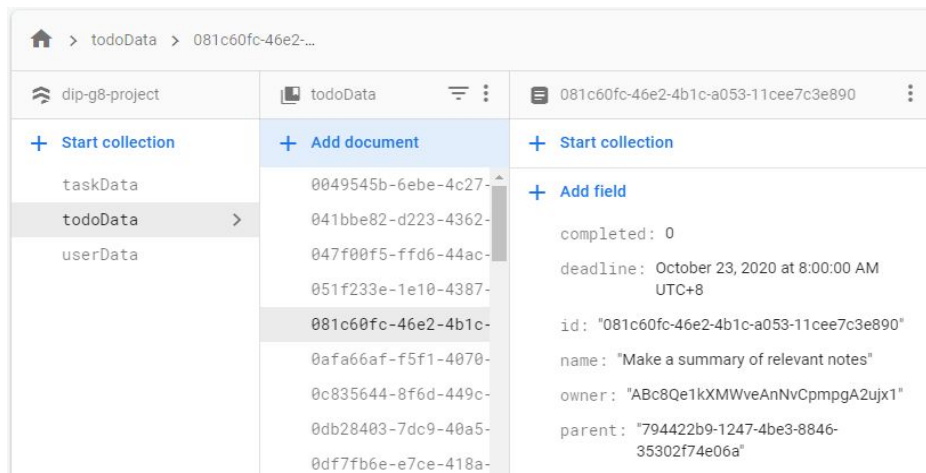 todoData > 081c60fc-46e2-...
dip-g8-project
+ Start collection
taskData
todoData >
userData
todoData
+ Add document
0049545b-6ebe-4c27-
041bbe82-d223-4362-
047f00f5-ffd6-44ac-
051f233e-1e10-4387-
081c60fc-46e2-4b1c-
0afa66af-f5f1-4070-
0c835644-8f6d-449c-
0db28403-7dc9-40a5-
0df7fb6e-e7ce-418a-
081c60fc-46e2-4b1c-a053-11cee7c3e890
+ Start collection
+ Add field
completed: 0
deadline: October 23, 2020 at 8:00:00 AM
UTC+8
id: "081c60fc-46e2-4b1c-a053-11cee7c3e890"
name: "Make a summary of relevant notes"
owner: "ABc8Qe1kXMWveAnNvCpmpgA2ujx1"
parent: "794422b9-1247-4be3-8846-
35302f74e06a"